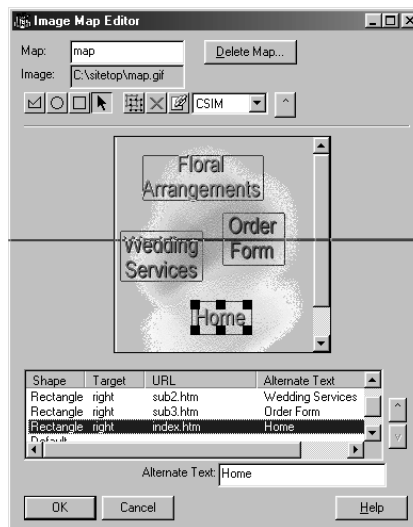 Image Map Editor
Map: map Delete Map...
Image: C:\sitetop\map.gif
CSIM ^
Floral
Arrangements
Order
Form
Wedding
Services
Home
Shape Target URL Alternate Text
Rectangle right sub2.htm Wedding Services
Rectangle right sub3.htm Order Form
Rectangle right index.htm Home
Default
Alternate Text: Home
OK Cancel Help